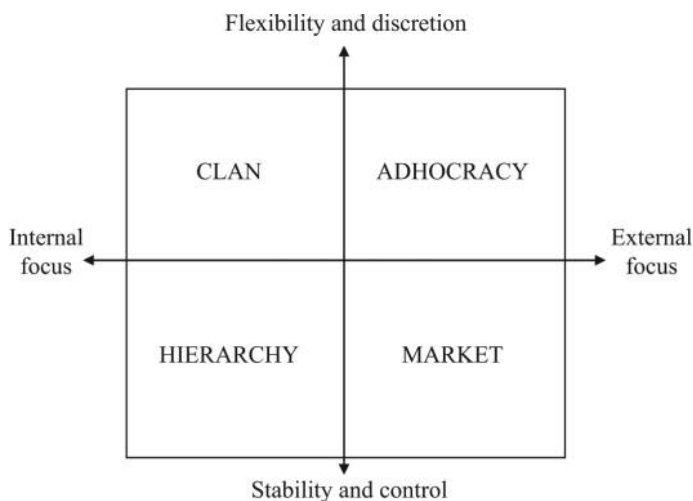 Flexibility and discretion
CLAN
ADHOCRACY
Internal
focus
External
focus
HIERARCHY
MARKET
Stability and control